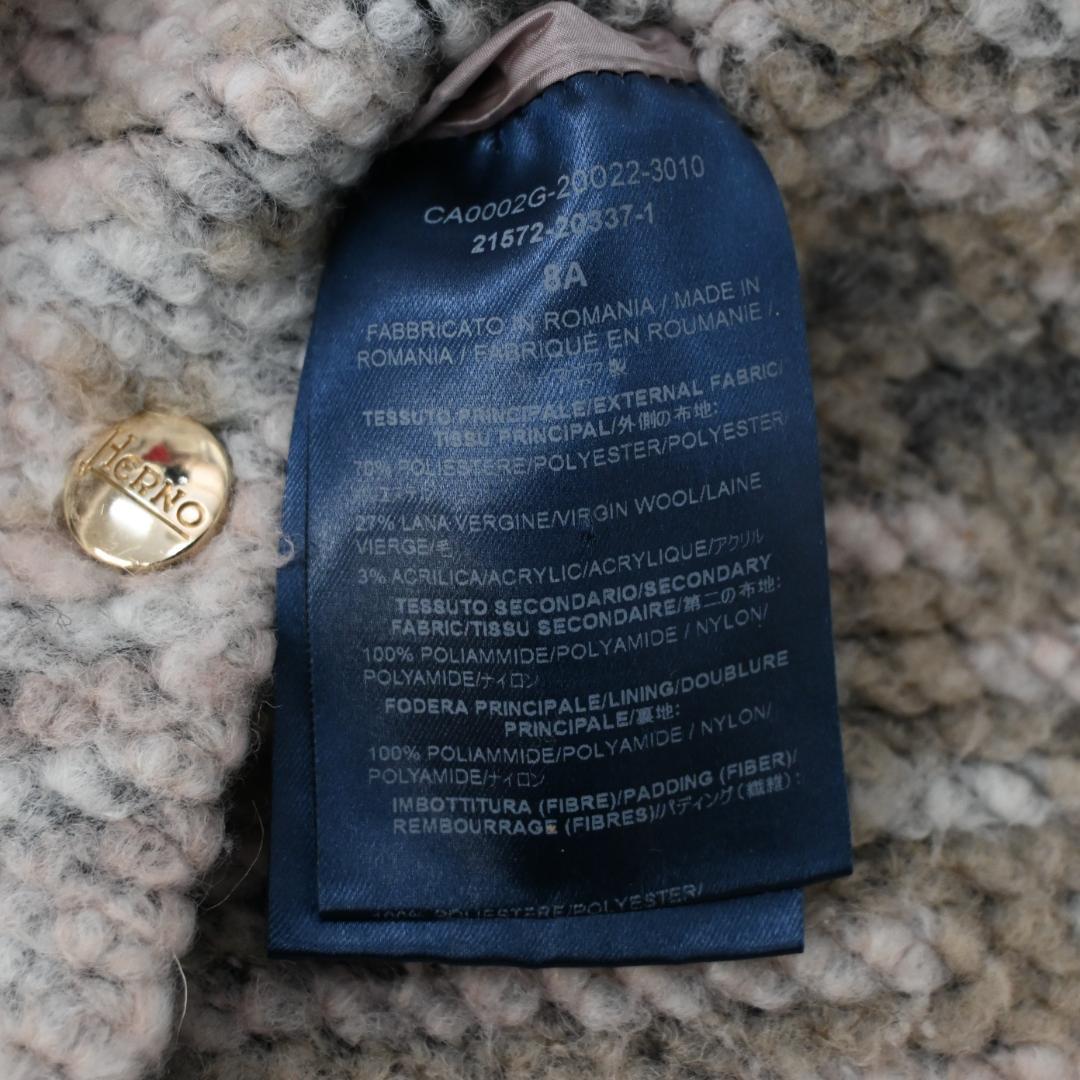 HERNO
CA0002G-20022-3010
21572-20337-1
8A
FABBRICATO IN ROMANIA / MADE IN
ROMANIA / FABRIQUÉ EN ROUMANIE /.
製
TESSUTO PRINCIPALE/EXTERNAL FABRIC/
TISSU PRINCIPAL/外側の布地:
70% POLIESTERE/POLYESTER/POLYESTER/
27% LANA VERGINE/VIRGIN WOOL/LAINE
VIERGE/毛
3% ACRILICA/ACRYLIC/ACRYLIQUE/アクリル
TESSUTO SECONDARIO/SECONDARY
FABRIC/TISSU SECONDAIRE/第二の布地:
100% POLIAMMIDE/POLYAMIDE / NYLON/
POLYAMIDE/ナイロン
FODERA PRINCIPALE/LINING/DOUBLURE
PRINCIPALE/裏地:
100% POLIAMMIDE/POLYAMIDE / NYLON/
POLYAMIDE/ナイロン
IMBOTTITURA (FIBRE)/PADDING (FIBER)/
REMBOURRAGE (FIBRES)/パディング(繊維):
100% POLIESTERE/POLYESTER/